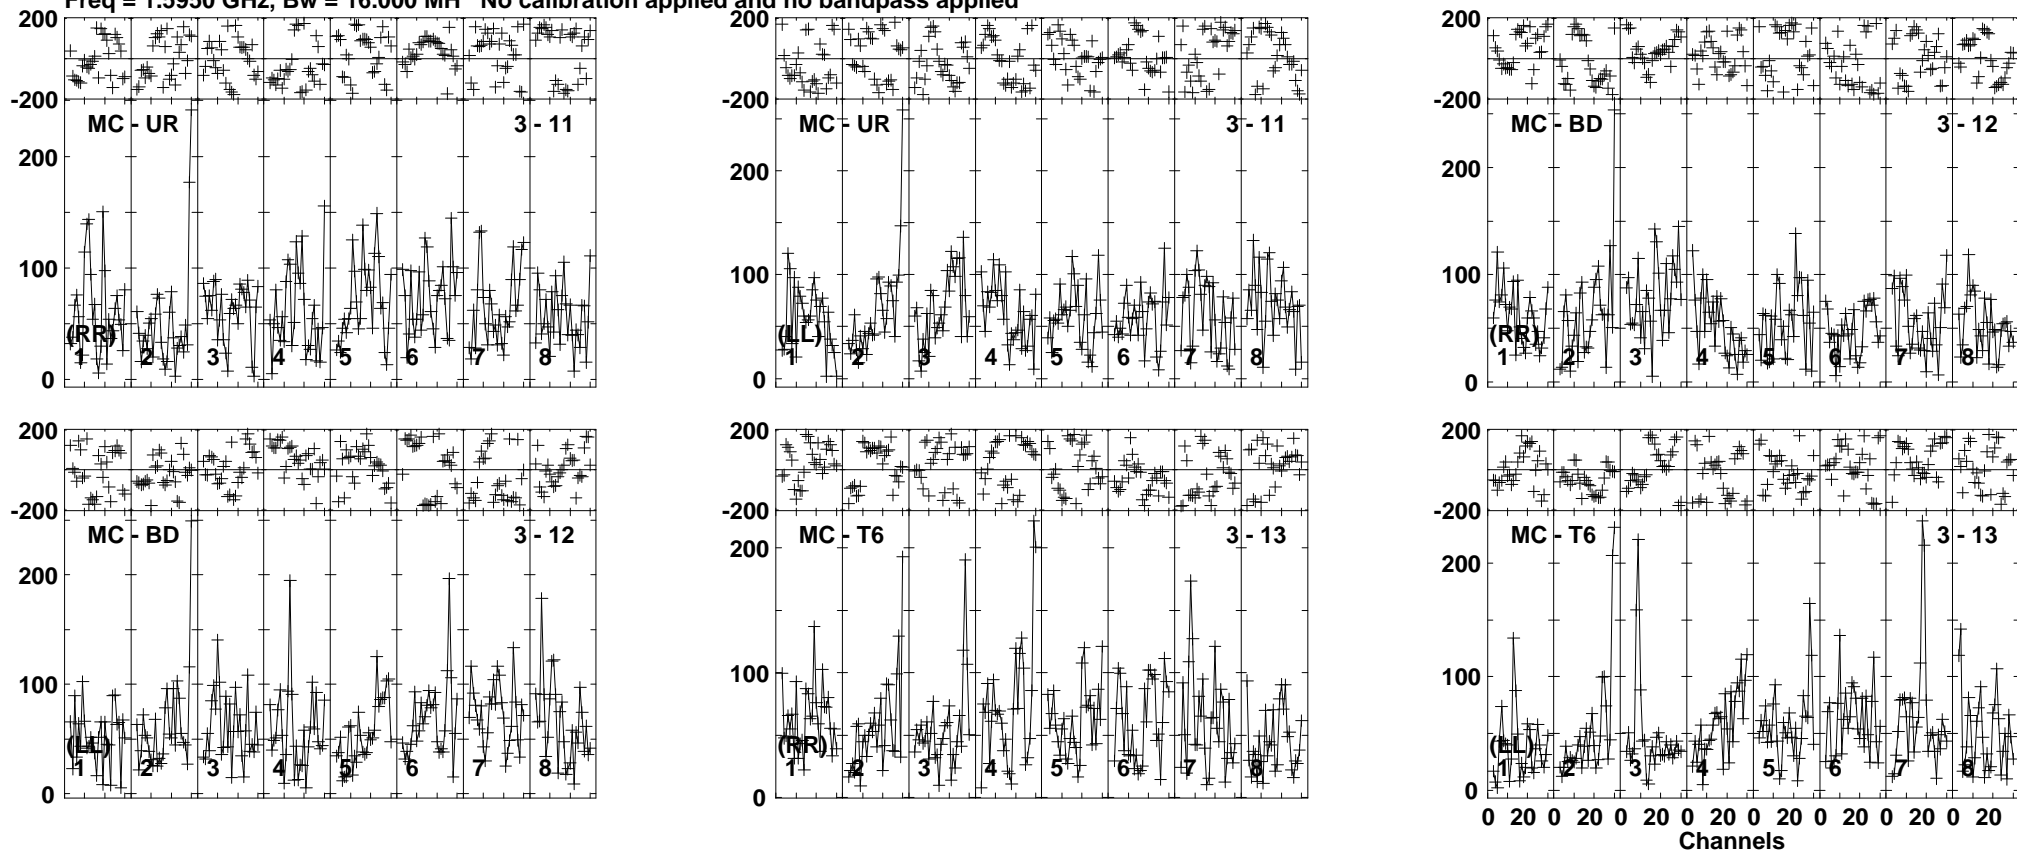 Freq = 1.5950 GHz, Bw = 16.000 MH No calibration applied and no bandpass applied
200
-200
MC - UR 3 - 11
200
100
0
(RR)
1 2 3 4 5 6 7 8
200
-200
MC - UR 3 - 11
200
100
0
(LL)
1 2 3 4 5 6 7 8
200
-200
MC - BD 3 - 12
200
100
0
(RR)
1 2 3 4 5 6 7 8
200
-200
MC - BD 3 - 12
200
100
0
(LL)
1 2 3 4 5 6 7 8
200
-200
MC - T6 3 - 13
200
100
0
(RR)
1 2 3 4 5 6 7 8
200
-200
MC - T6 3 - 13
200
100
0
(LL)
1 2 3 4 5 6 7 8
0 20 0 20 0 20 0 20 0 20 0 20 0 20 0 20
Channels